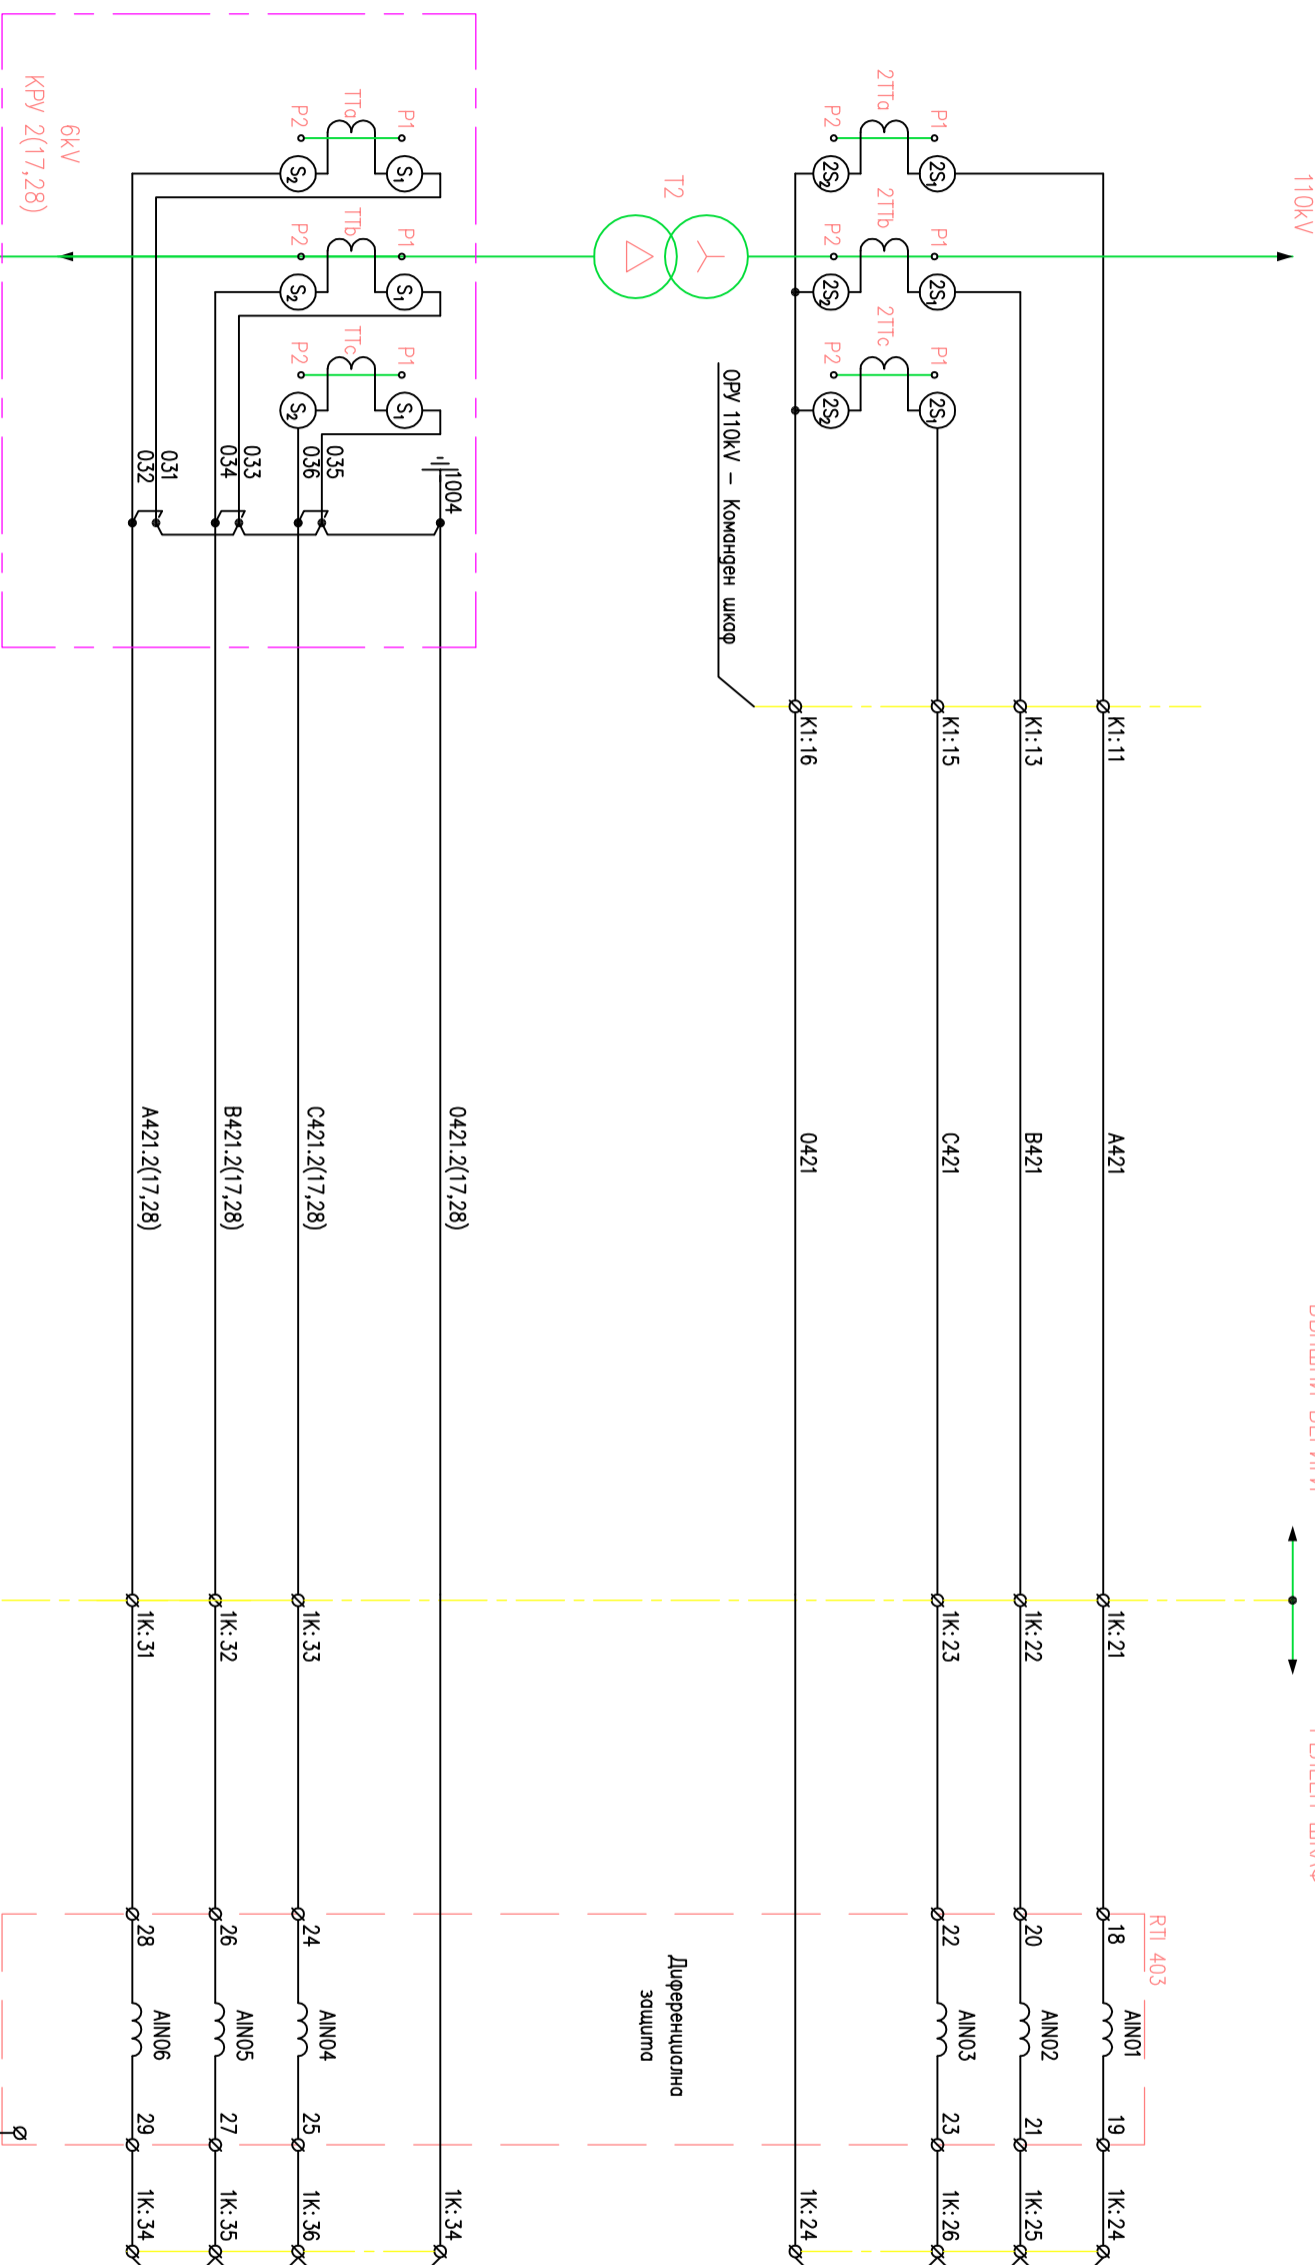 110kV
2TTa
P1
P2
2S₁
2S₂
2TTb
P1
P2
2S₁
2S₂
2TTc
P1
P2
2S₁
2S₂
T2
ОРУ 110kV – Команден шкаф
K1:11
K1:13
K1:15
K1:16
A421
B421
C421
0421
1K:21
1K:22
1K:23
RTI 403
18
AIN01
19
1K:24
20
AIN02
21
1K:25
22
AIN03
23
1K:26
1K:24
Диференциална
защита
TTa
P1
P2
S₁
S₂
TTb
P1
P2
S₁
S₂
TTc
P1
P2
S₁
S₂
6kV
КРУ 2(17,28)
1004
035
036
033
034
031
032
0421.2(17,28)
C421.2(17,28)
B421.2(17,28)
A421.2(17,28)
1K:33
1K:32
1K:31
1K:34
24
AIN04
25
1K:36
26
AIN05
27
1K:35
28
AIN06
29
1K:34